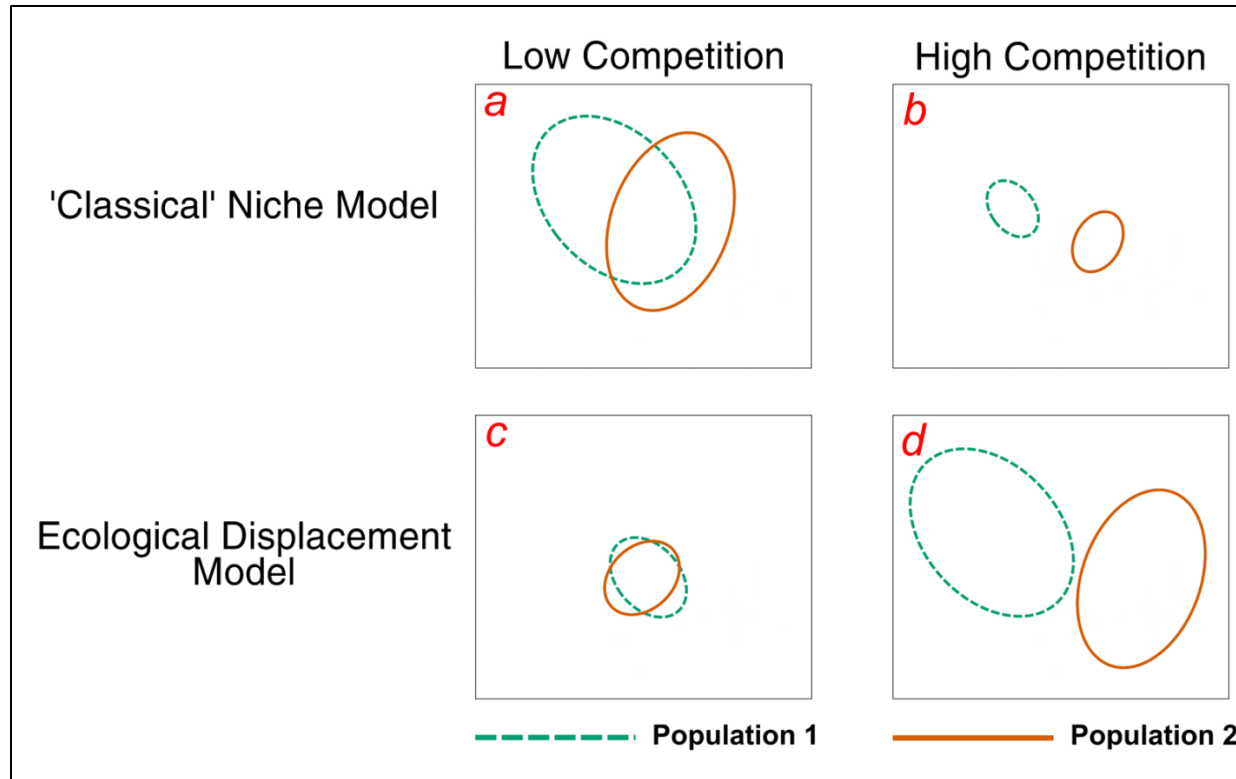 Low Competition
High Competition
a
b
'Classical' Niche Model
c
d
Ecological Displacement
Model
Population 1
Population 2